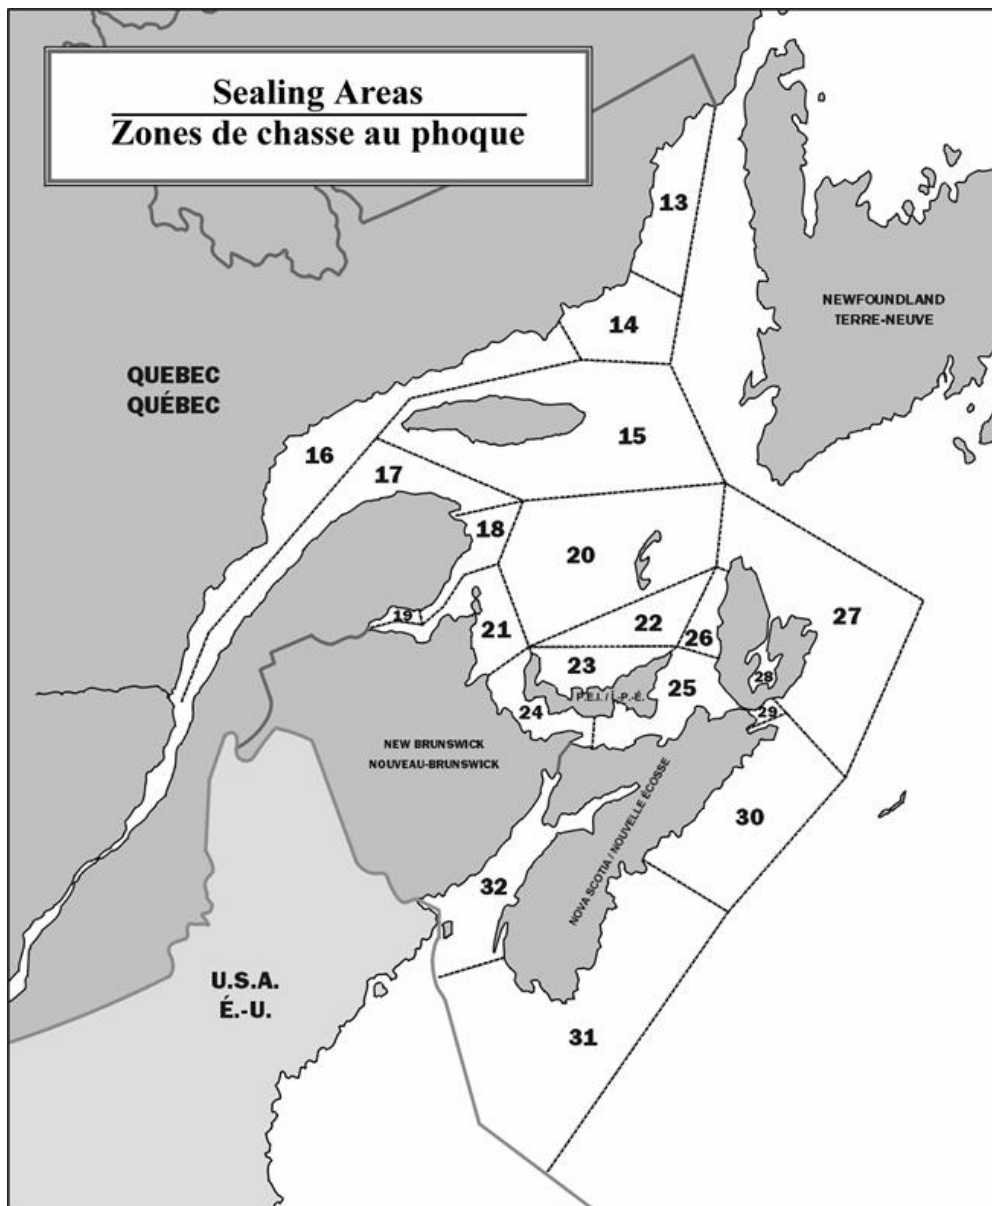 Sealing Areas
Zones de chasse au phoque
13
NEWFOUNDLAND
TERRE-NEUVE
14
QUEBEC
QUÉBEC
15
16
17
18
20
19
21
22
26
27
23
28
25
P.E.I. / Î.-P.-É.
24
29
NEW BRUNSWICK
NOUVEAU-BRUNSWICK
30
NOVA SCOTIA / NOUVELLE ÉCOSSE
32
U.S.A.
É.-U.
31